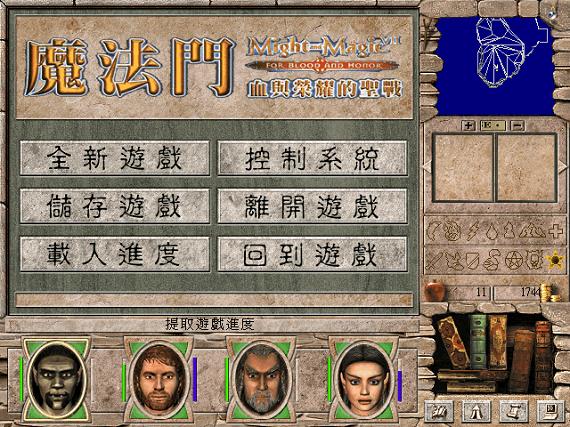 魔法門
Might and Magic VII
FOR BLOOD AND HONOR
血與榮耀的聖戰
全新遊戲
控制系統
儲存遊戲
離開遊戲
載入進度
回到遊戲
提取遊戲進度
+ E -
11
1744